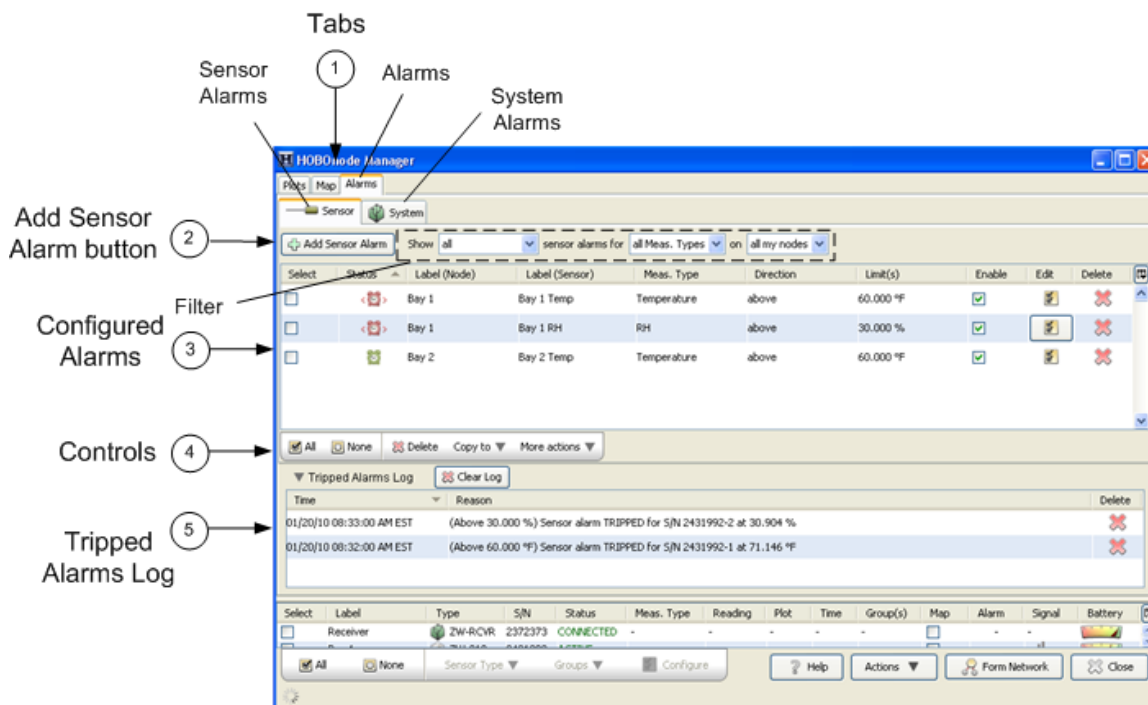 Tabs
1
Sensor Alarms
Alarms
System Alarms
HOBOnode Manager
Plots Map Alarms
Sensor System
Add Sensor Alarm button
2
Add Sensor Alarm Show all sensor alarms for all Meas. Types on all my nodes
Select Status Label (Node) Label (Sensor) Meas. Type Direction Limit(s) Enable Edit Delete
Filter
Bay 1 Bay 1 Temp Temperature above 60.000 °F
Configured Alarms
3
Bay 1 Bay 1 RH RH above 30.000 %
Bay 2 Bay 2 Temp Temperature above 60.000 °F
Controls
4
All None Delete Copy to More actions
Tripped Alarms Log Clear Log
Time Reason Delete
5
Tripped Alarms Log
01/20/10 08:33:00 AM EST (Above 30.000 %) Sensor alarm TRIPPED for S/N 2431992-2 at 30.904 %
01/20/10 08:32:00 AM EST (Above 60.000 °F) Sensor alarm TRIPPED for S/N 2431992-1 at 71.146 °F
Select Label Type S/N Status Meas. Type Reading Plot Time Group(s) Map Alarm Signal Battery
Receiver ZW-RCVR 2372373 CONNECTED - - - - - - -
All None Sensor Type Groups Configure Help Actions Form Network Close